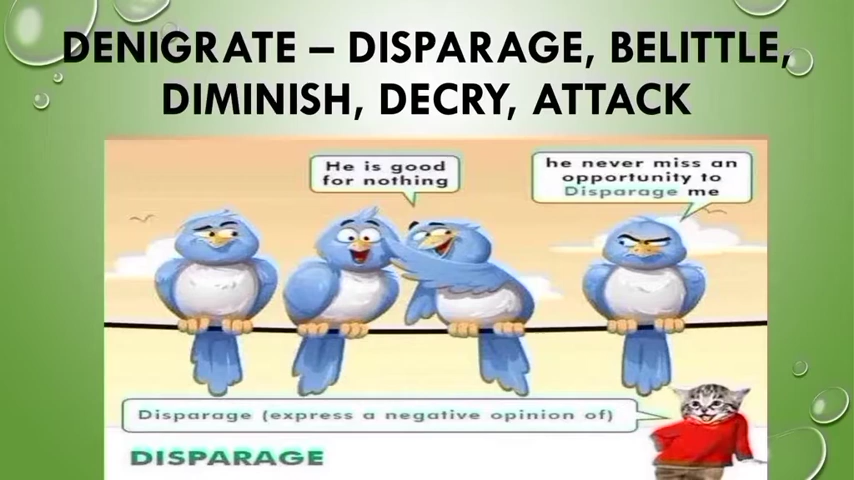 DENIGRATE – DISPARAGE, BELITTLE,
DIMINISH, DECRY, ATTACK
He is good
for nothing
he never miss an
opportunity to
Disparage me
Disparage (express a negative opinion of)
DISPARAGE